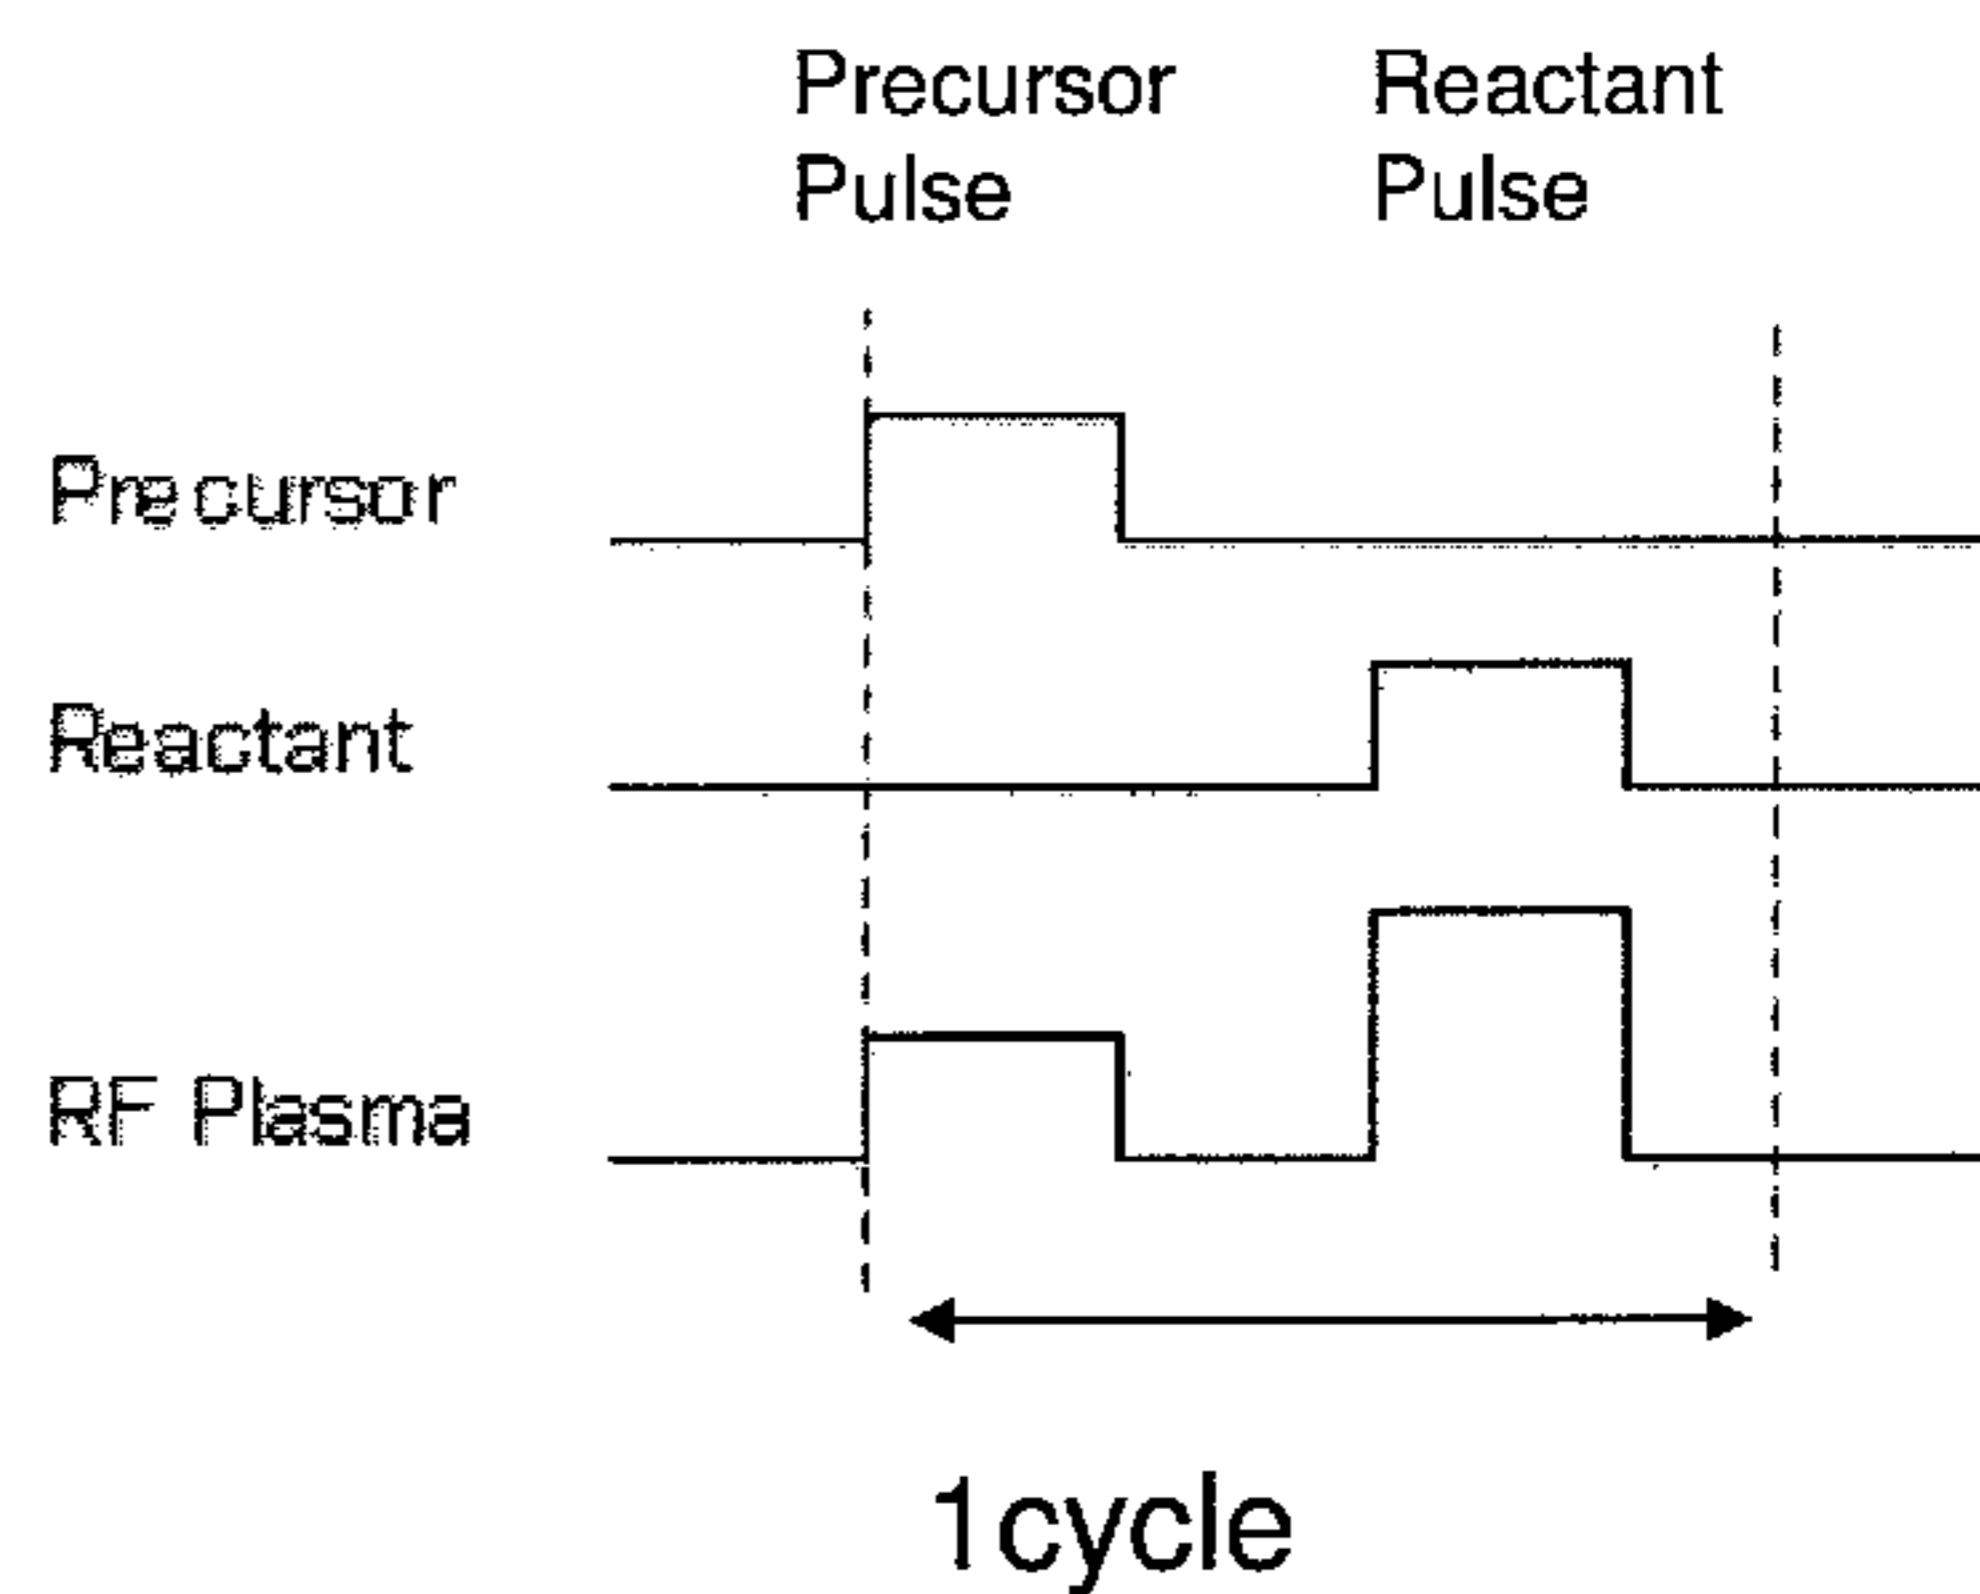 Precursor
Pulse
Reactant
Pulse
Precursor
Reactant
RF Plasma
1cycle